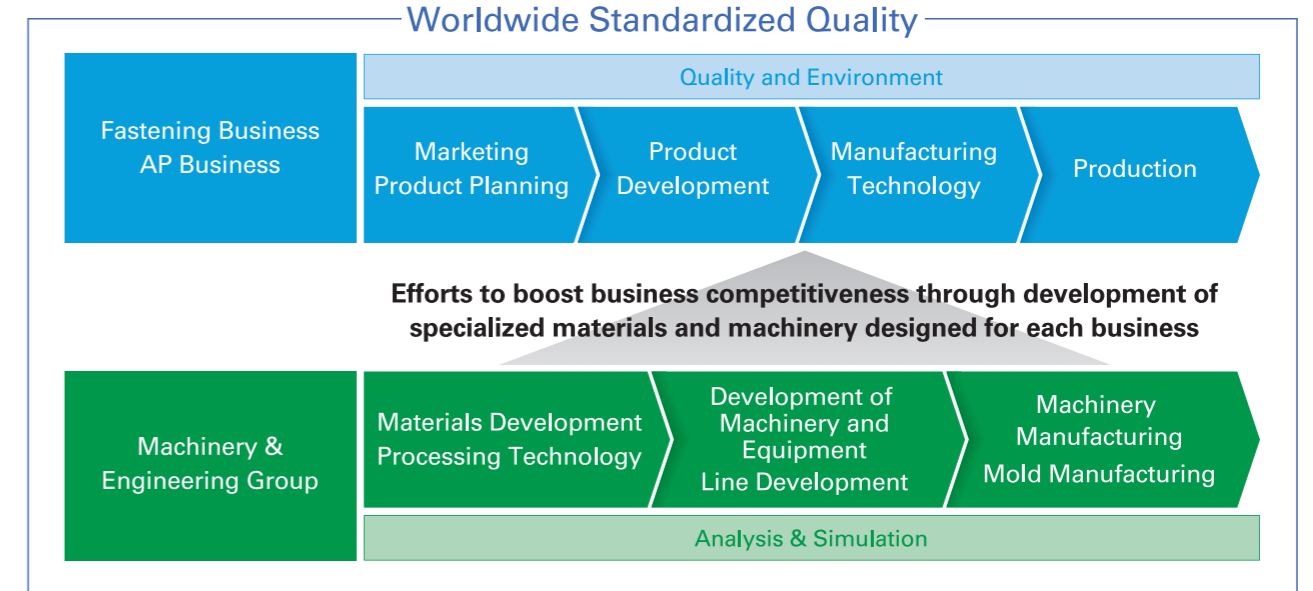 Worldwide Standardized Quality
Fastening Business
AP Business
Quality and Environment
Marketing
Product Planning
Product
Development
Manufacturing
Technology
Production
Efforts to boost business competitiveness through development of
specialized materials and machinery designed for each business
Machinery &
Engineering Group
Materials Development
Processing Technology
Development of
Machinery and
Equipment
Line Development
Machinery
Manufacturing
Mold Manufacturing
Analysis & Simulation